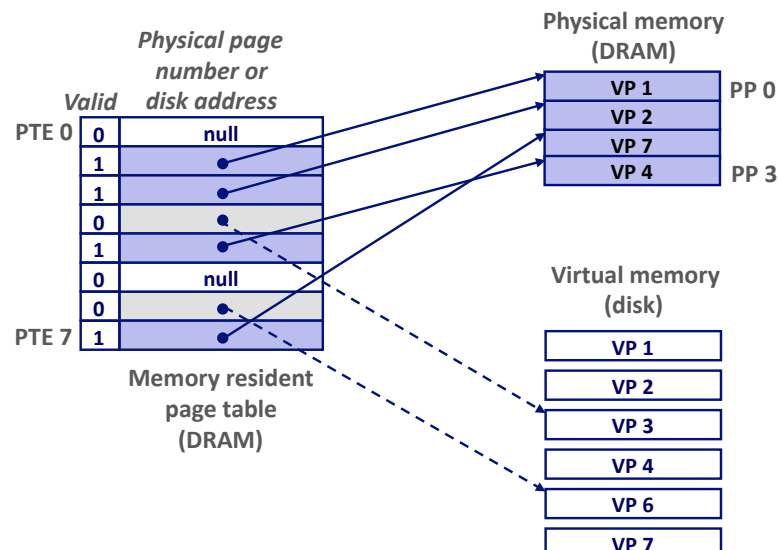 Physical page
number or
disk address
Valid
PTE 0
0
null
1
1
0
1
0
null
0
PTE 7
1
Memory resident
page table
(DRAM)
Physical memory
(DRAM)
VP 1
PP 0
VP 2
VP 7
VP 4
PP 3
Virtual memory
(disk)
VP 1
VP 2
VP 3
VP 4
VP 6
VP 7